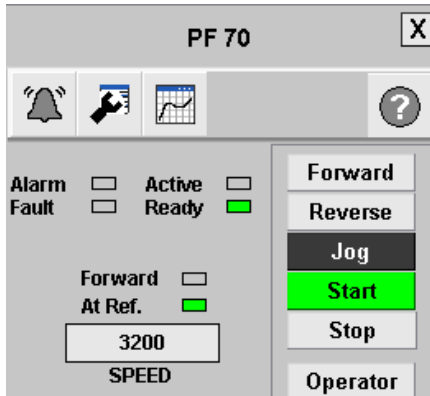 PF 70
X
?
Alarm Active
Fault Ready
Forward
At Ref.
3200
SPEED
Forward
Reverse
Jog
Start
Stop
Operator